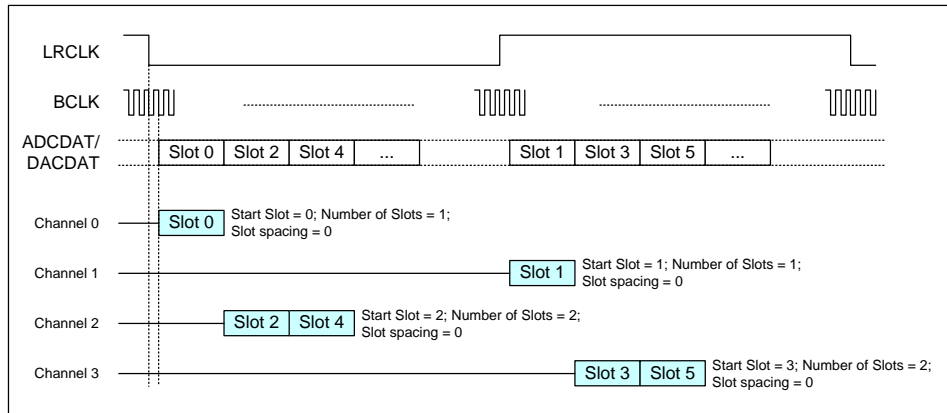 LRCLK
BCLK
ADCDAT/
DACDAT
Slot 0 Slot 2 Slot 4 ... Slot 1 Slot 3 Slot 5 ...
Channel 0 Slot 0 Start Slot = 0; Number of Slots = 1;
Slot spacing = 0
Channel 1 Slot 1 Start Slot = 1; Number of Slots = 1;
Slot spacing = 0
Channel 2 Slot 2 Slot 4 Start Slot = 2; Number of Slots = 2;
Slot spacing = 0
Channel 3 Slot 3 Slot 5 Start Slot = 3; Number of Slots = 2;
Slot spacing = 0